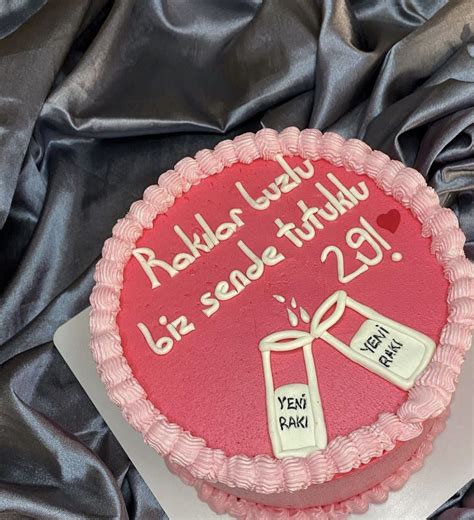 Rakılar buzlu
biz sende tutuklu
29!
YENİ
RAKI
YENİ
RAKI